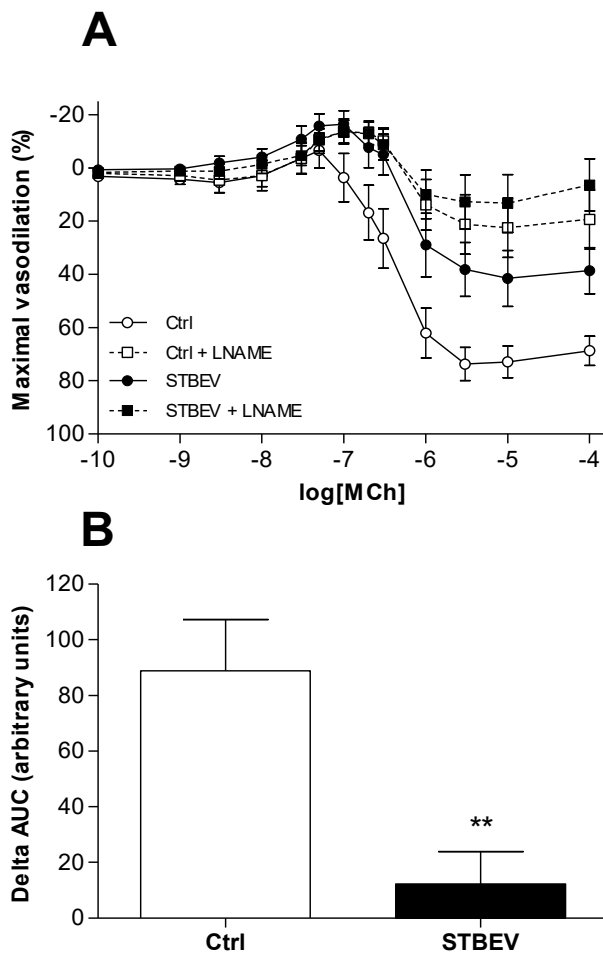 A
Maximal vasodilation (%)
-20
0
20
40
60
80
100
Ctrl
Ctrl + LNAME
STBEV
STBEV + LNAME
-10 -9 -8 -7 -6 -5 -4
log[MCh]
B
Delta AUC (arbitrary units)
120
100
80
60
40
20
0
**
Ctrl STBEV